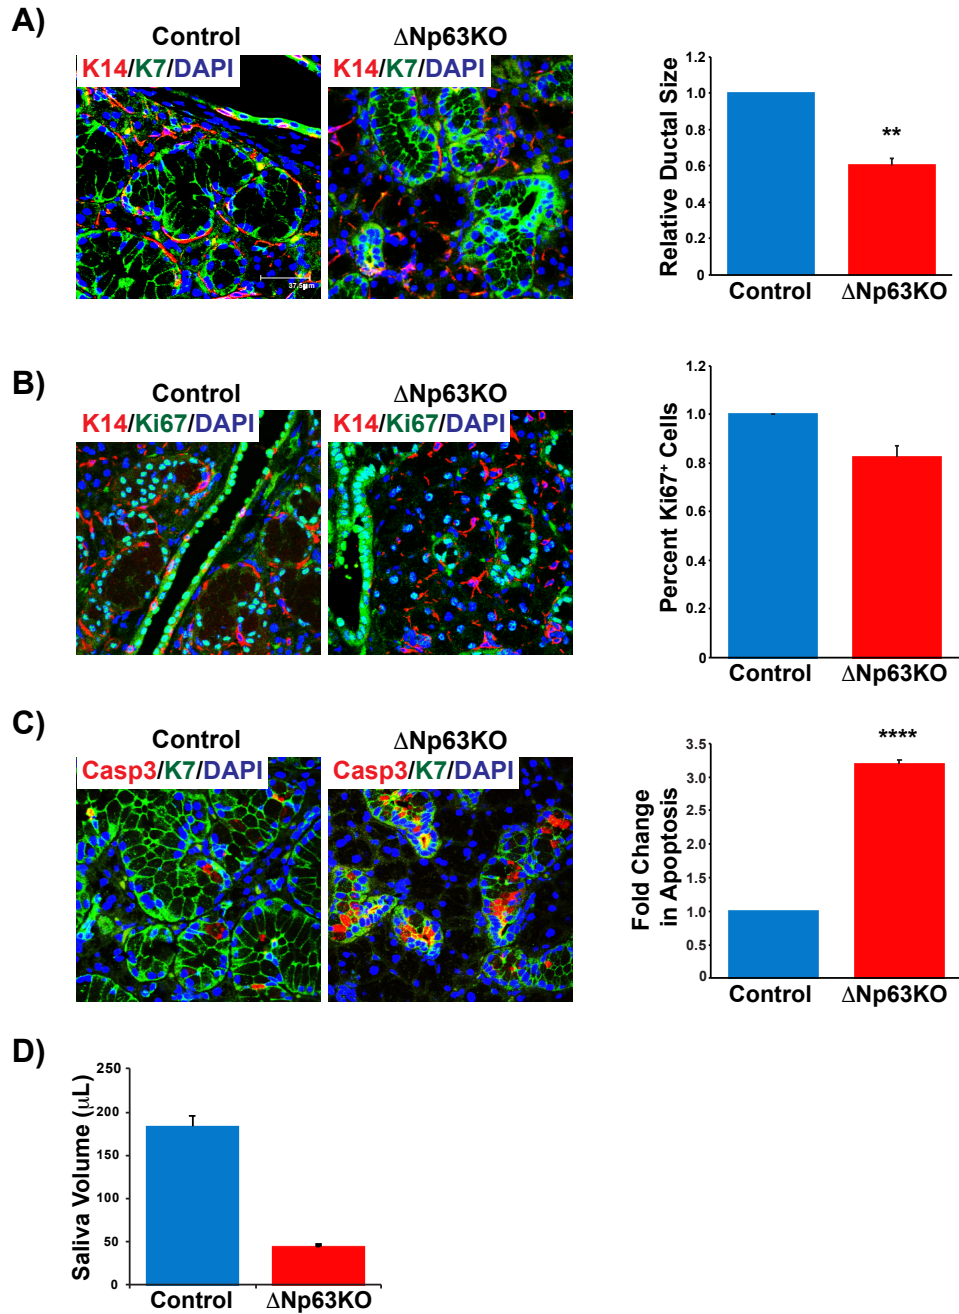 A)
Control
ΔNp63KO
K14/K7/DAPI
K14/K7/DAPI
37.5μm
Relative Ductal Size
1.2
1.0
0.8
0.6
0.4
0.2
0
**
Control
ΔNp63KO
B)
Control
ΔNp63KO
K14/Ki67/DAPI
K14/Ki67/DAPI
Percent Ki67+ Cells
1.2
1.0
0.8
0.6
0.4
0.2
0
Control
ΔNp63KO
C)
Control
ΔNp63KO
Casp3/K7/DAPI
Casp3/K7/DAPI
Fold Change
in Apoptosis
3.5
3.0
2.5
2.0
1.5
1.0
0.5
0
****
Control
ΔNp63KO
D)
Saliva Volume (μL)
250
200
150
100
50
0
Control
ΔNp63KO